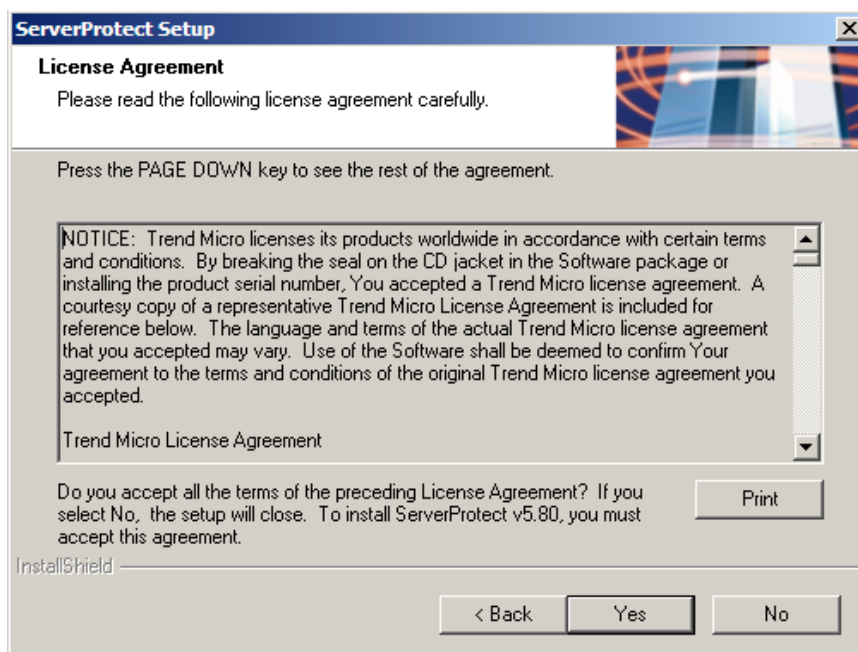 ServerProtect Setup
License Agreement
Please read the following license agreement carefully.
Press the PAGE DOWN key to see the rest of the agreement.
NOTICE:  Trend Micro licenses its products worldwide in accordance with certain terms
and conditions.  By breaking the seal on the CD jacket in the Software package or
installing the product serial number, You accepted a Trend Micro license agreement.  A
courtesy copy of a representative Trend Micro License Agreement is included for
reference below.  The language and terms of the actual Trend Micro license agreement
that you accepted may vary.  Use of the Software shall be deemed to confirm Your
agreement to the terms and conditions of the original Trend Micro license agreement you
accepted.
Trend Micro License Agreement
Do you accept all the terms of the preceding License Agreement?  If you
select No,  the setup will close.  To install ServerProtect v5.80, you must
accept this agreement.
Print
InstallShield
< Back
Yes
No